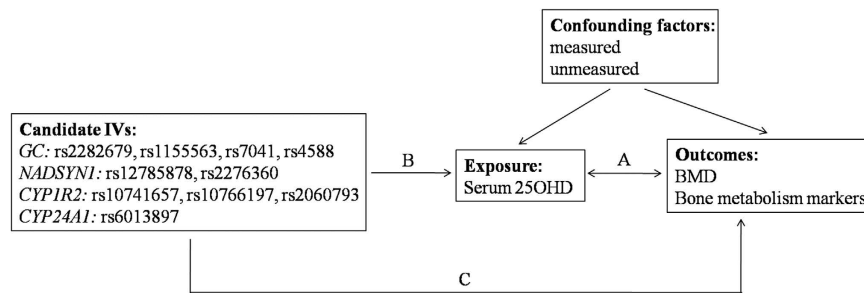 Confounding factors:
measured
unmeasured
Candidate IVs:
GC: rs2282679, rs1155563, rs7041, rs4588
NADSYN1: rs12785878, rs2276360
CYP1R2: rs10741657, rs10766197, rs2060793
CYP24A1: rs6013897
B
Exposure:
Serum 25OHD
A
Outcomes:
BMD
Bone metabolism markers
C